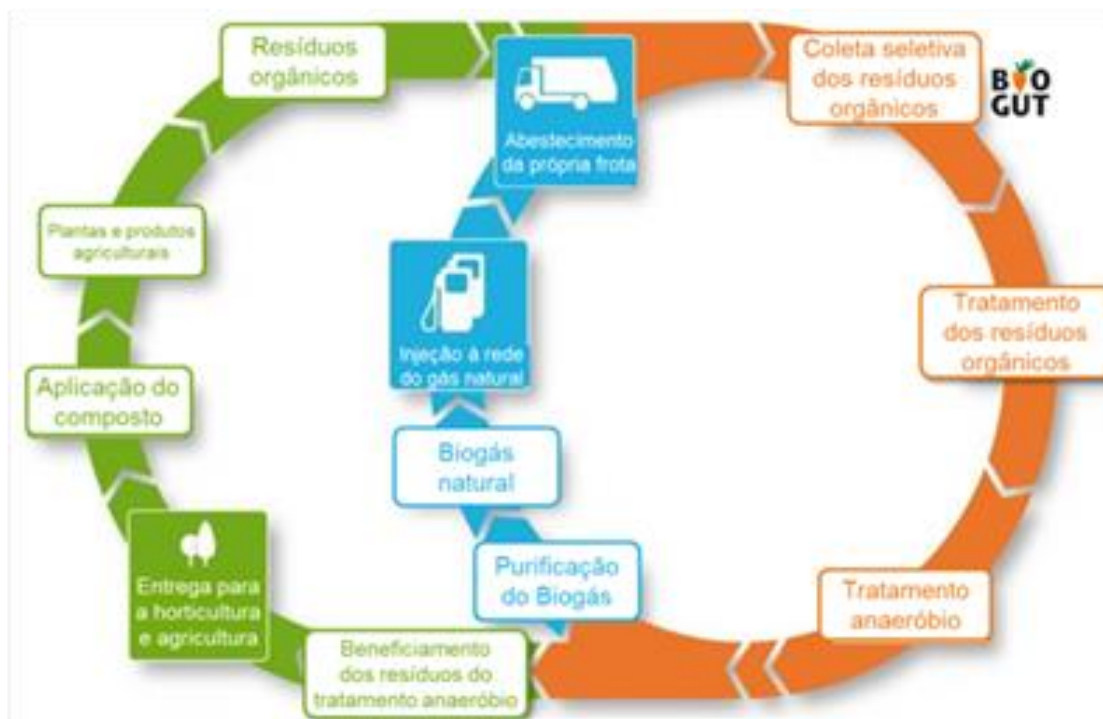 Resíduos
orgânicos
Abestecimento
da própria frota
Coleta seletiva
dos resíduos
orgânicos
BIO
GUT
Plantas e produtos
agriculturais
Injeção à rede
do gás natural
Tratamento
dos resíduos
orgânicos
Aplicação do
composto
Biogás
natural
Entrega para
a horticultura
e agricultura
Purificação
do Biogás
Tratamento
anaeróbio
Beneficiamento
dos resíduos do
tratamento anaeróbio